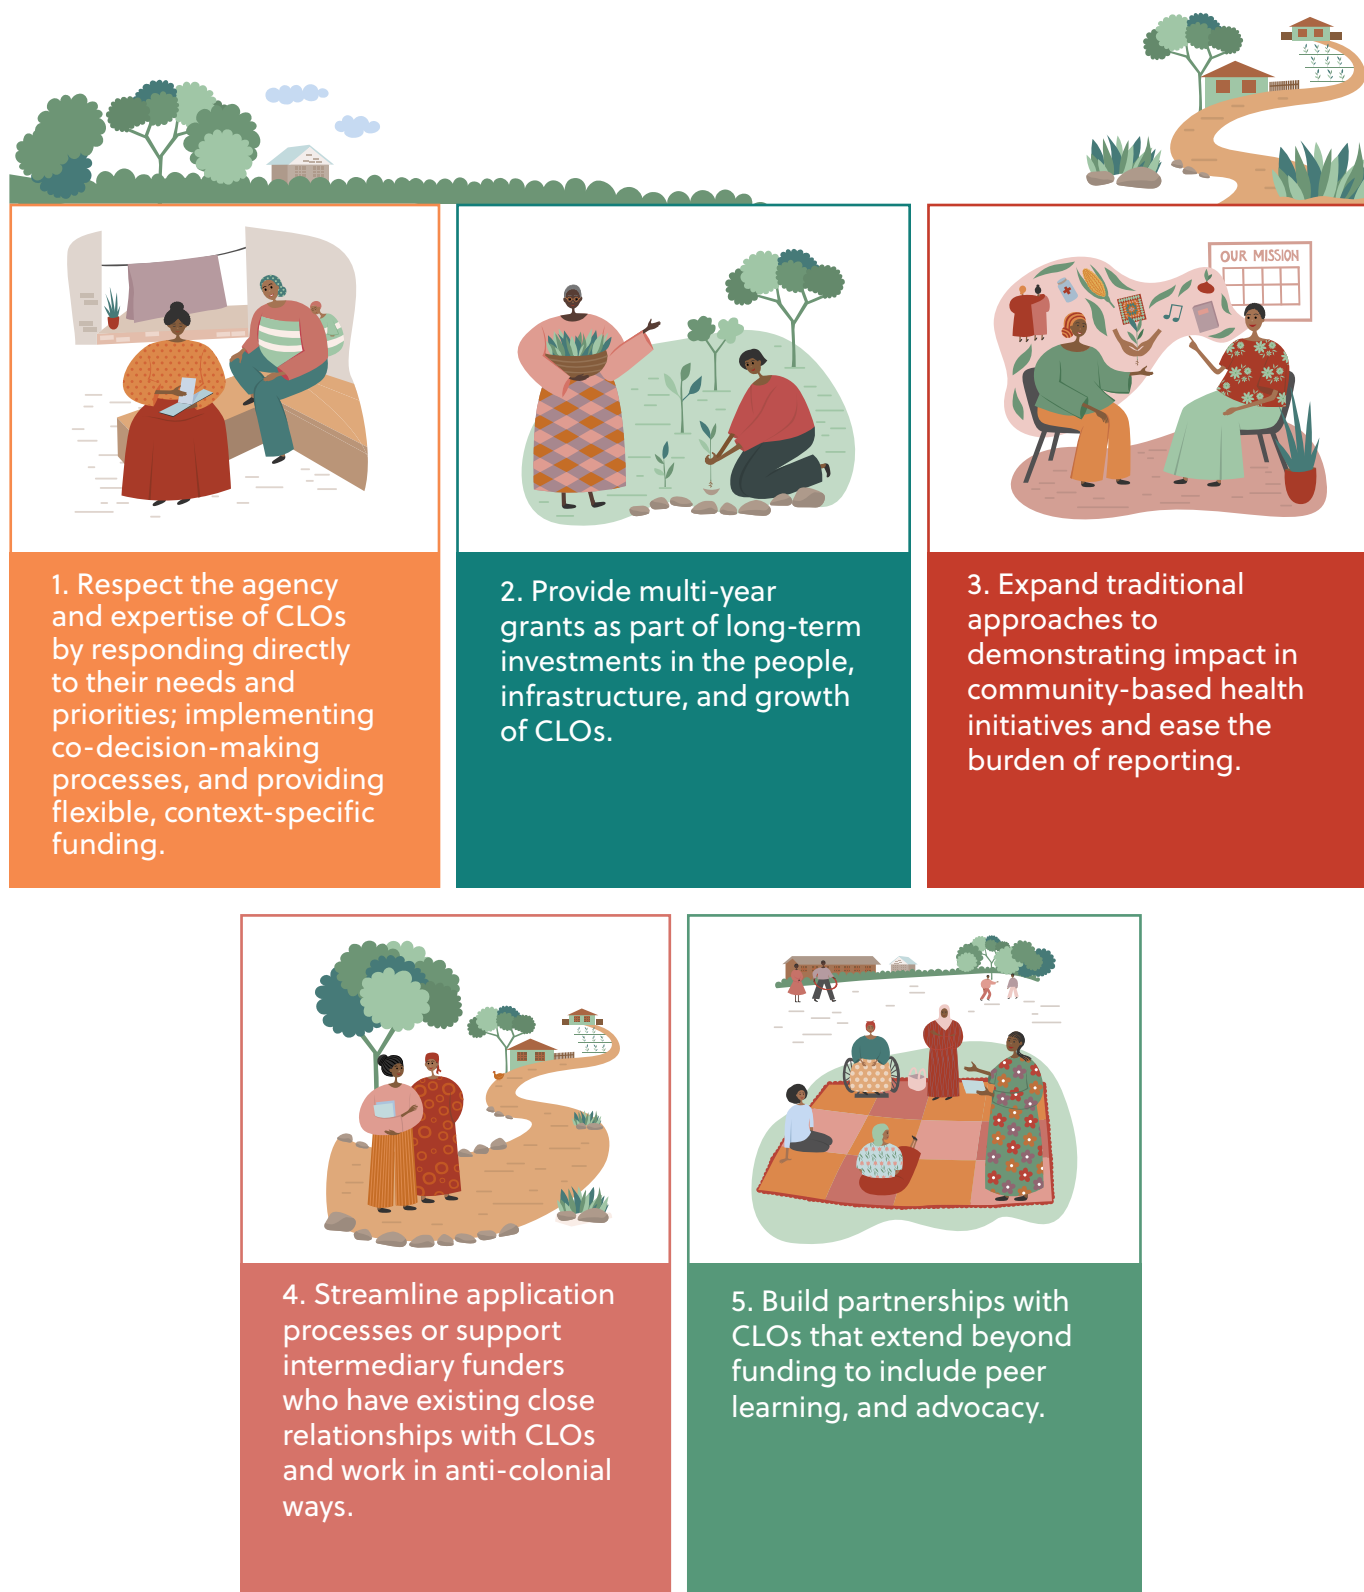 OUR MISSION
1. Respect the agency
and expertise of CLOs
by responding directly
to their needs and
priorities; implementing
co-decision-making
processes, and providing
flexible, context-specific
funding.
2. Provide multi-year
grants as part of long-term
investments in the people,
infrastructure, and growth
of CLOs.
3. Expand traditional
approaches to
demonstrating impact in
community-based health
initiatives and ease the
burden of reporting.
4. Streamline application
processes or support
intermediary funders
who have existing close
relationships with CLOs
and work in anti-colonial
ways.
5. Build partnerships with
CLOs that extend beyond
funding to include peer
learning, and advocacy.